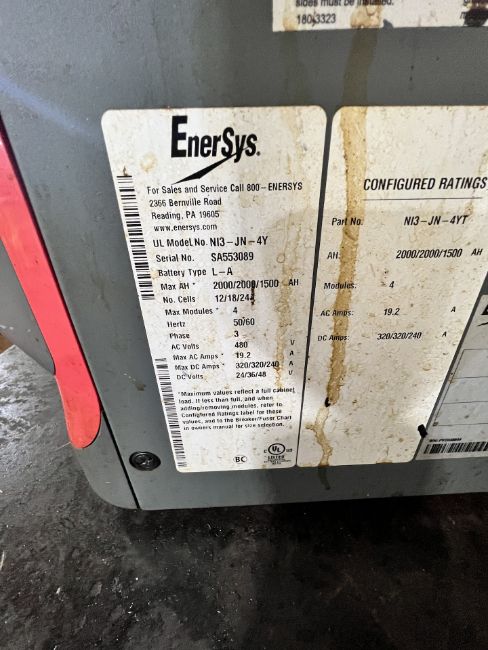 sides must be installed.
180-3323
EnerSys.
For Sales and Service Call 800-ENERSYS
2366 Bernville Road
Reading, PA 19605
www.enersys.com
UL Model No. NI3-JN-4Y
Serial No. SA553089
Battery Type L-A
Max AH * 2000/2000/1500 AH
No. Cells 12/18/24
Max Modules * 4
Hertz 50/60
Phase 3
AC Volts 480 V
Max AC Amps * 19.2 A
Max DC Amps * 320/320/240 A
DC Volts 24/36/48 V
*Maximum values reflect a full cabinet
load. If less than full, and when
adding/removing modules, refer to
Configured Ratings label for these
values, and to the Breaker/Fuse Chart
in owners manual for size selection.
BC
c UL us
LISTED
CONFIGURED RATINGS
Part No. NI3-JN-4YT
AH: 2000/2000/1500 AH
Modules: 4
AC Amps: 19.2 A
DC Amps: 320/320/240 A